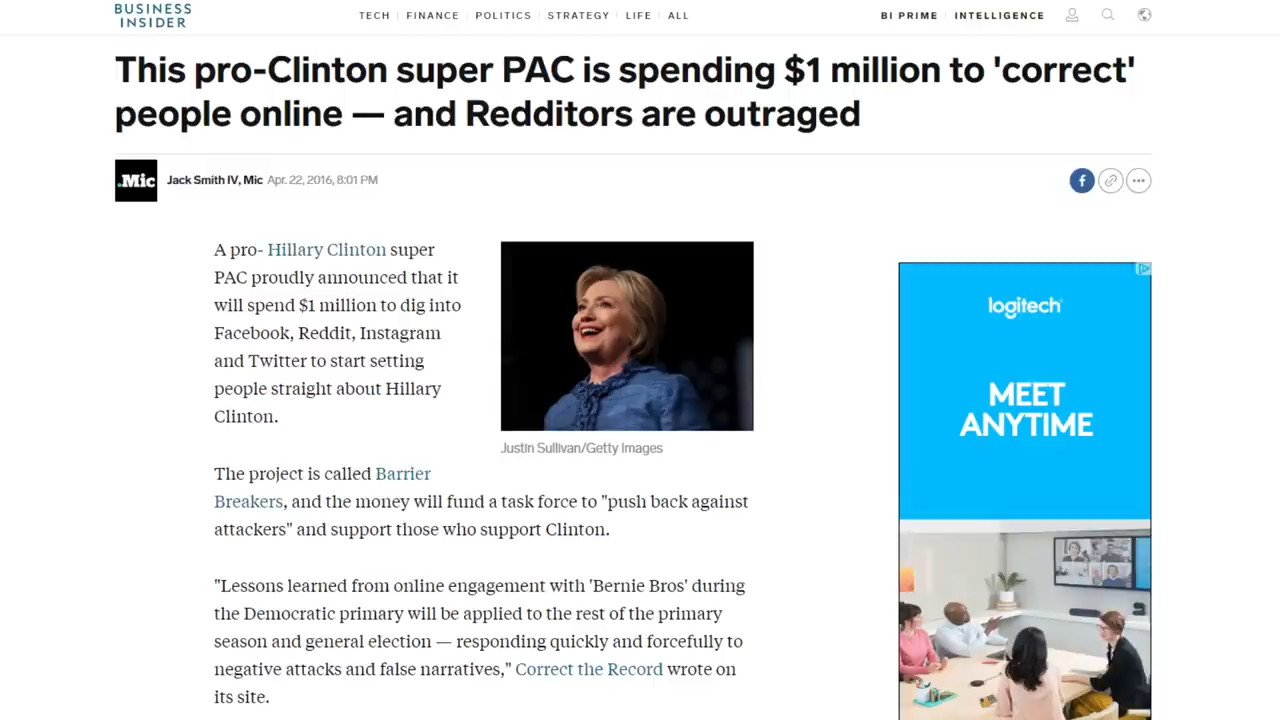 BUSINESS
INSIDER
TECH FINANCE POLITICS STRATEGY LIFE ALL
BI PRIME INTELLIGENCE
This pro-Clinton super PAC is spending $1 million to 'correct'
people online — and Redditors are outraged
.Mic
Jack Smith IV, Mic Apr. 22, 2016, 8:01 PM
f
A pro- Hillary Clinton super
PAC proudly announced that it
will spend $1 million to dig into
Facebook, Reddit, Instagram
and Twitter to start setting
people straight about Hillary
Clinton.
Justin Sullivan/Getty Images
The project is called Barrier
Breakers, and the money will fund a task force to "push back against
attackers" and support those who support Clinton.
"Lessons learned from online engagement with 'Bernie Bros' during
the Democratic primary will be applied to the rest of the primary
season and general election — responding quickly and forcefully to
negative attacks and false narratives," Correct the Record wrote on
its site.
logitech
MEET
ANYTIME